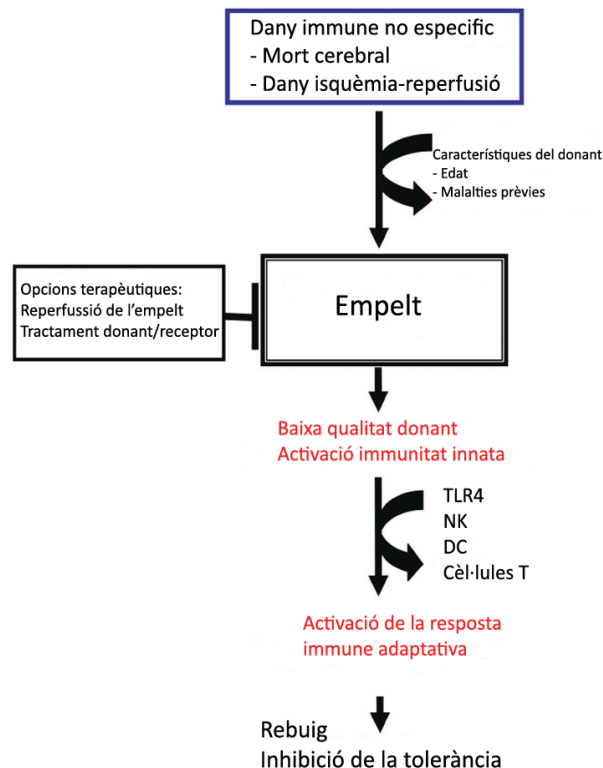 Dany immune no especific
- Mort cerebral
- Dany isquèmia-reperfusió
Característiques del donant
- Edat
- Malalties prèvies
Opcions terapèutiques:
Reperfussió de l'empelt
Tractament donant/receptor
Empelt
Baixa qualitat donant
Activació immunitat innata
TLR4
NK
DC
Cèl·lules T
Activació de la resposta
immune adaptativa
Rebuig
Inhibició de la tolerància